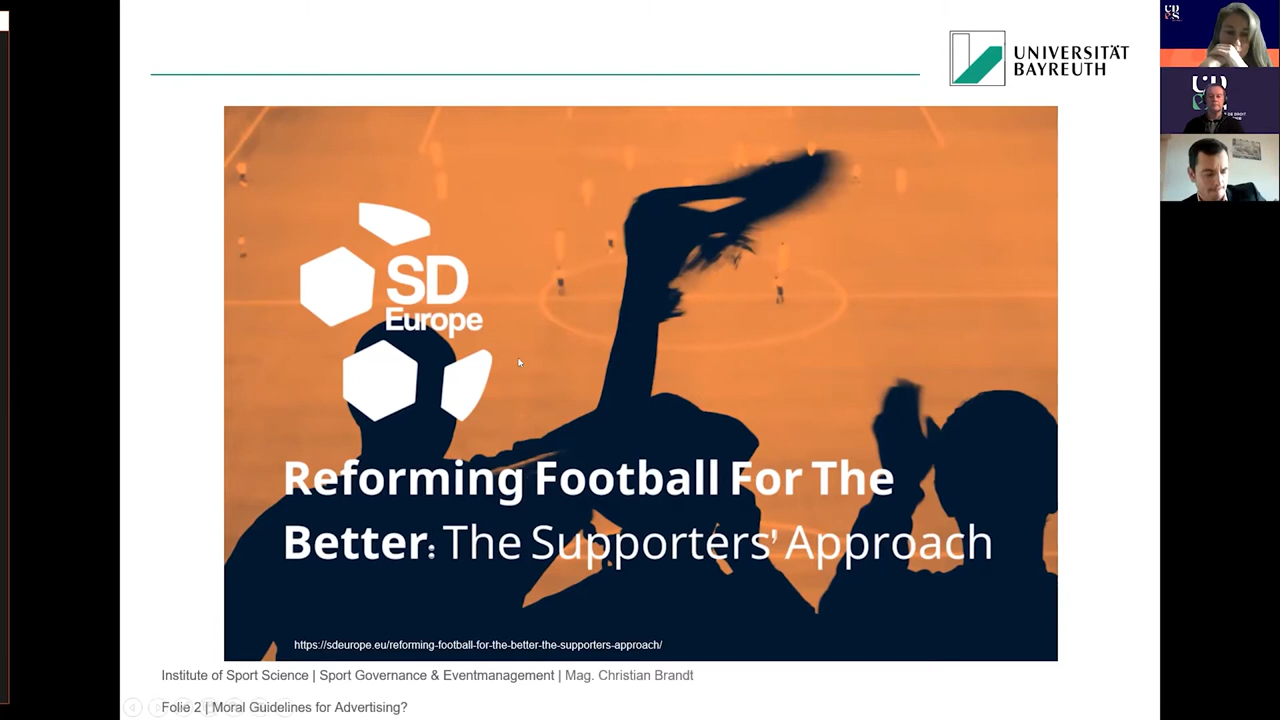 UNIVERSITÄT
BAYREUTH
SD
Europe
Reforming Football For The
Better: The Supporters' Approach
https://sdeurope.eu/reforming-football-for-the-better-the-supporters-approach/
Institute of Sport Science | Sport Governance & Eventmanagement | Mag. Christian Brandt
Folie 2 | Moral Guidelines for Advertising?